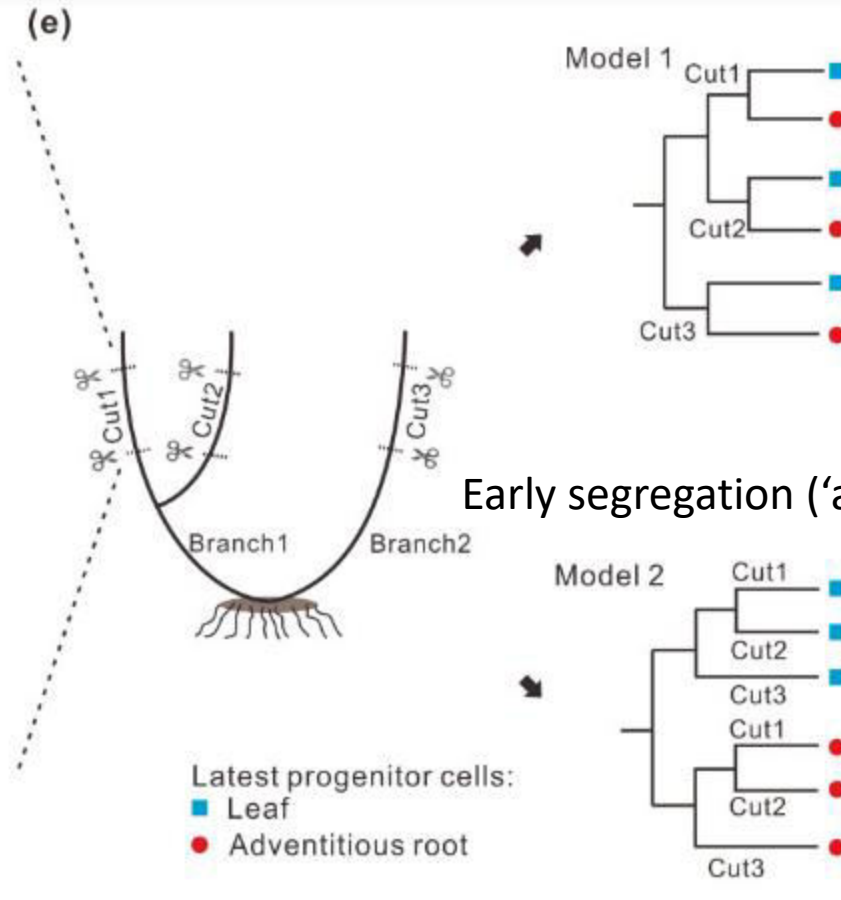 (e)
Model 1
Cut1
Cut2
Cut3
Cut1
Cut2
Cut3
Branch1
Branch2
Early segregation (‘a
Model 2
Cut1
Cut2
Cut3
Cut1
Cut2
Cut3
Latest progenitor cells:
Leaf
Adventitious root